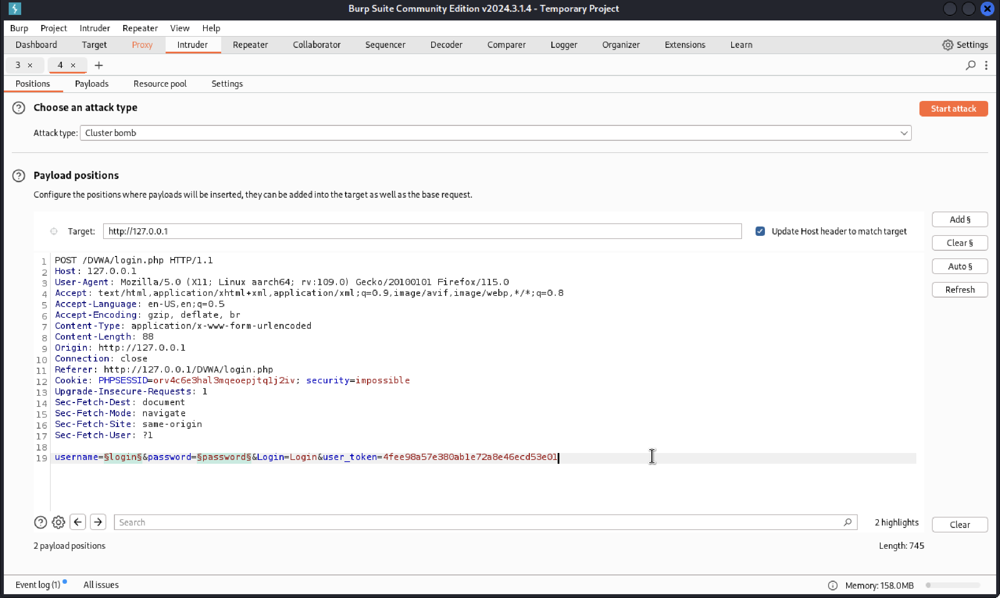 Burp Suite Community Edition v2024.3.1.4 - Temporary Project
Burp Project Intruder Repeater View Help
Dashboard Target Proxy Intruder Repeater Collaborator Sequencer Decoder Comparer Logger Organizer Extensions Learn Settings
3 × 4 × +
Positions Payloads Resource pool Settings
Choose an attack type
Start attack
Attack type: Cluster bomb
Payload positions
Configure the positions where payloads will be inserted, they can be added into the target as well as the base request.
Add §
Target: http://127.0.0.1 Update Host header to match target
Clear §
Auto §
Refresh
1 POST /DVWA/login.php HTTP/1.1
2 Host: 127.0.0.1
3 User-Agent: Mozilla/5.0 (X11; Linux aarch64; rv:109.0) Gecko/20100101 Firefox/115.0
4 Accept: text/html,application/xhtml+xml,application/xml;q=0.9,image/avif,image/webp,*/*;q=0.8
5 Accept-Language: en-US,en;q=0.5
6 Accept-Encoding: gzip, deflate, br
7 Content-Type: application/x-www-form-urlencoded
8 Content-Length: 88
9 Origin: http://127.0.0.1
10 Connection: close
11 Referer: http://127.0.0.1/DVWA/login.php
12 Cookie: PHPSESSID=orv4c6e3hal3mqeoepjtq1j2iv; security=impossible
13 Upgrade-Insecure-Requests: 1
14 Sec-Fetch-Dest: document
15 Sec-Fetch-Mode: navigate
16 Sec-Fetch-Site: same-origin
17 Sec-Fetch-User: ?1
18
19 username=§login§&password=§password§&Login=Login&user_token=4fee98a57e380ab1e72a8e46ecd53e01
Search 2 highlights Clear
2 payload positions Length: 745
Event log (1) All issues Memory: 158.0MB